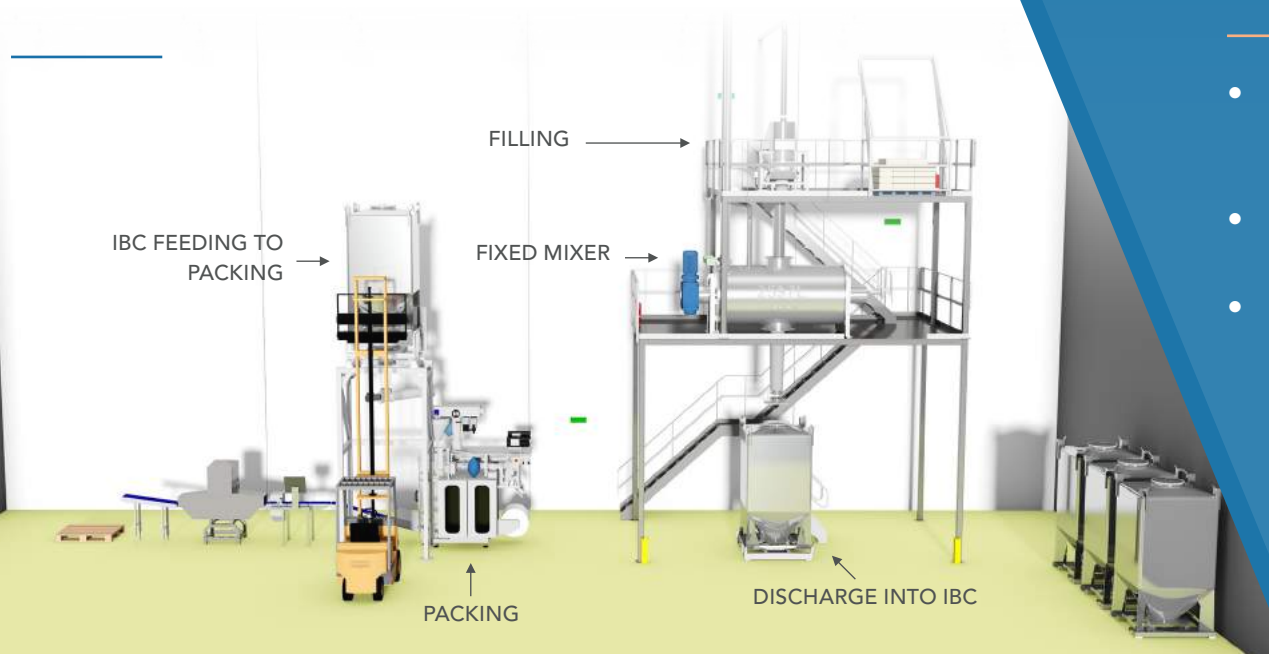 FILLING
IBC FEEDING TO
PACKING
FIXED MIXER
PACKING
DISCHARGE INTO IBC